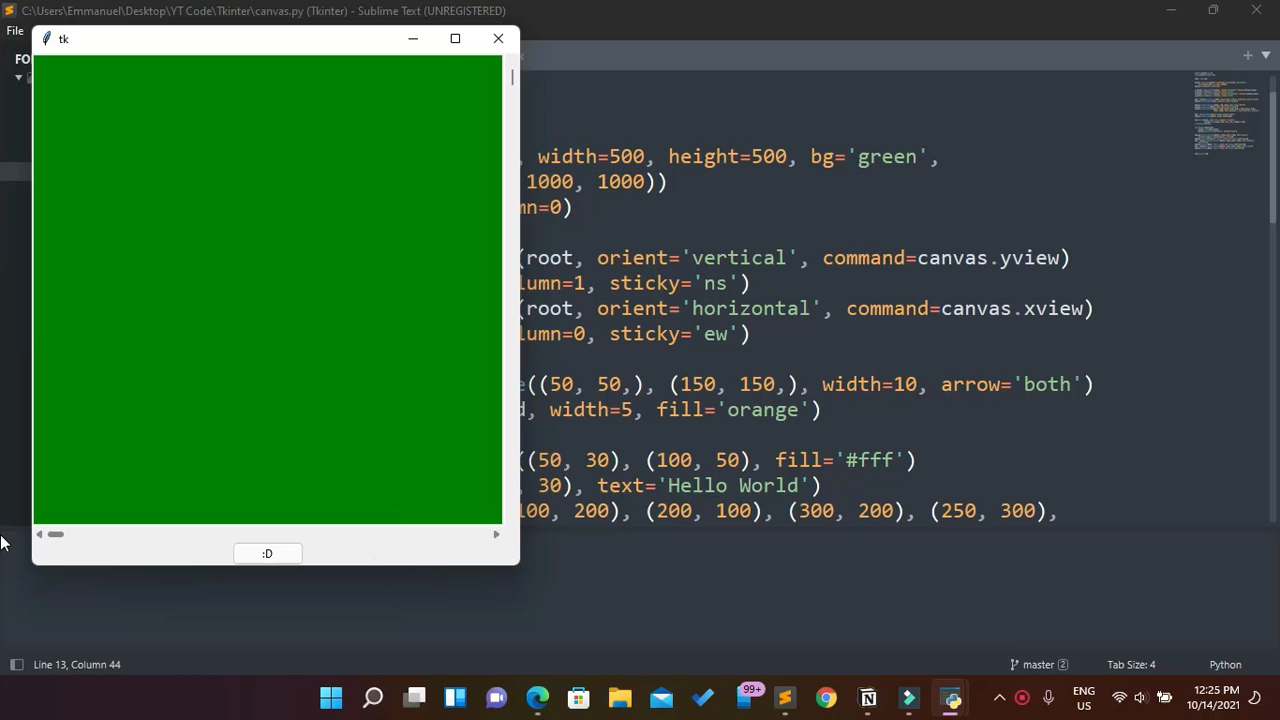 C:\Users\Emmanuel\Desktop\YT Code\Tkinter\canvas.py (Tkinter) - Sublime Text (UNREGISTERED)
File
tk
FO
, width=500, height=500, bg='green',
1000, 1000))
mn=0)
(root, orient='vertical', command=canvas.yview)
lumn=1, sticky='ns')
(root, orient='horizontal', command=canvas.xview)
lumn=0, sticky='ew')
e((50, 50,), (150, 150,), width=10, arrow='both')
d, width=5, fill='orange')
((50, 30), (100, 50), fill='#fff')
, 30), text='Hello World')
100, 200), (200, 100), (300, 200), (250, 300),
:D
Line 13, Column 44
master 2
Tab Size: 4
Python
99+
ENG
US
12:25 PM
10/14/2021